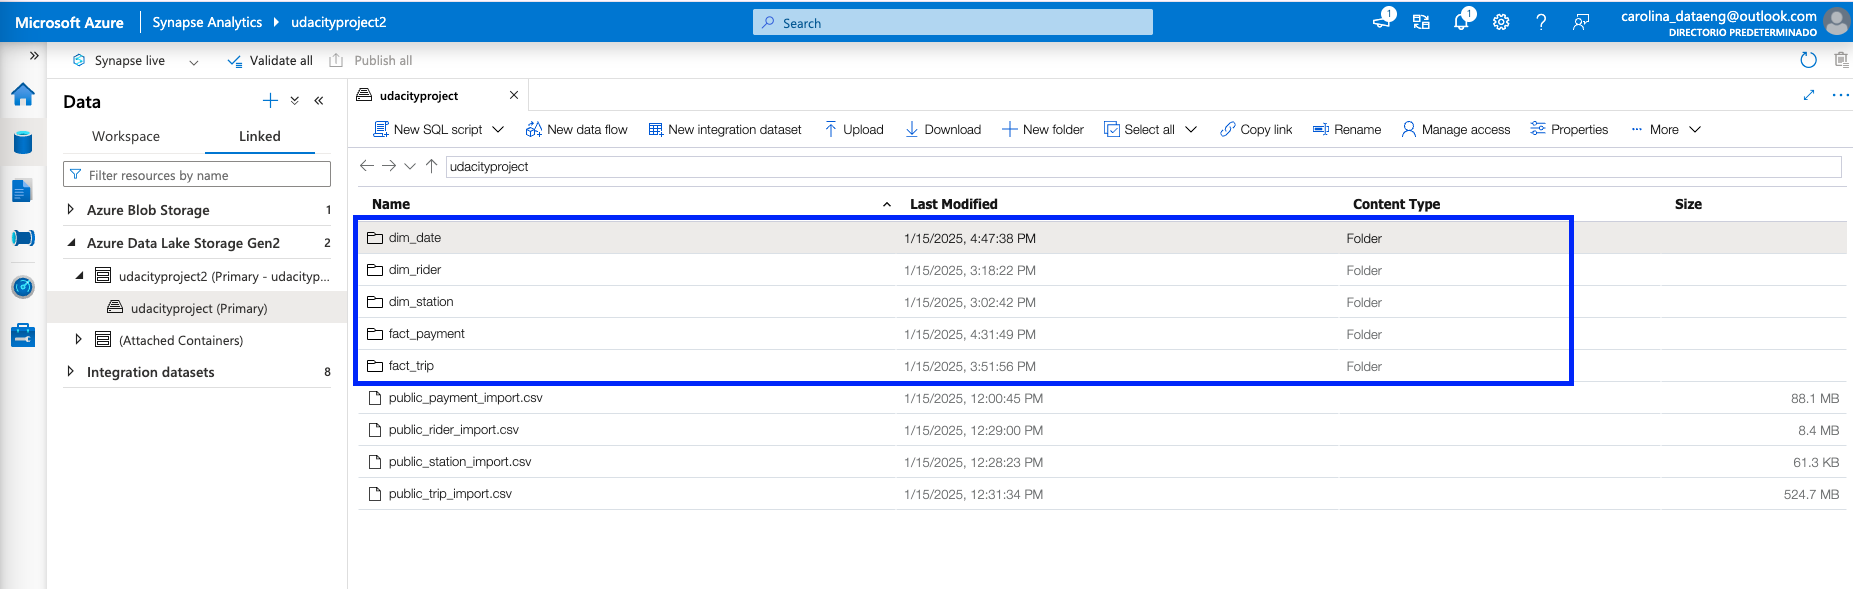 Microsoft Azure Synapse Analytics udacityproject2 Search 1 1 carolina_dataeng@outlook.com
DIRECTORIO PREDETERMINADO
Synapse live Validate all Publish all
Data
Workspace Linked
Filter resources by name
Azure Blob Storage 1
Azure Data Lake Storage Gen2 2
udacityproject2 (Primary - udacityp...
udacityproject (Primary)
(Attached Containers)
Integration datasets 8
udacityproject
New SQL script New data flow New integration dataset Upload Download New folder Select all Copy link Rename Manage access Properties More
udacityproject
Name Last Modified Content Type Size
dim_date 1/15/2025, 4:47:38 PM Folder
dim_rider 1/15/2025, 3:18:22 PM Folder
dim_station 1/15/2025, 3:02:42 PM Folder
fact_payment 1/15/2025, 4:31:49 PM Folder
fact_trip 1/15/2025, 3:51:56 PM Folder
public_payment_import.csv 1/15/2025, 12:00:45 PM 88.1 MB
public_rider_import.csv 1/15/2025, 12:29:00 PM 8.4 MB
public_station_import.csv 1/15/2025, 12:28:23 PM 61.3 KB
public_trip_import.csv 1/15/2025, 12:31:34 PM 524.7 MB